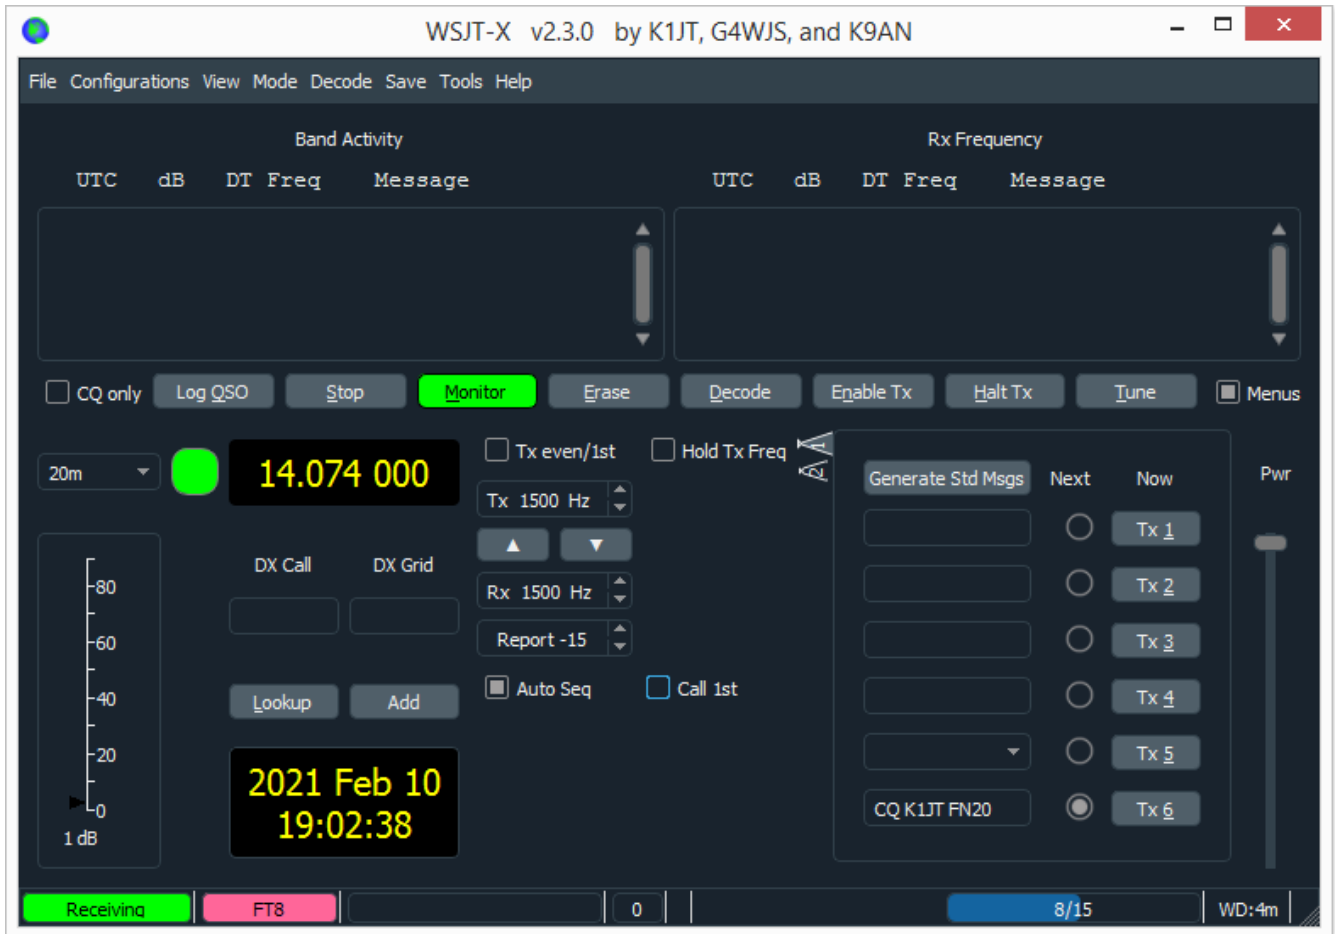 WSJT-X v2.3.0 by K1JT, G4WJS, and K9AN
File Configurations View Mode Decode Save Tools Help
Band Activity
UTC dB DT Freq Message
Rx Frequency
UTC dB DT Freq Message
CQ only Log QSO Stop Monitor Erase Decode Enable Tx Halt Tx Tune Menus
20m
14.074 000
Tx even/1st
Hold Tx Freq
Tx 1500 Hz
Rx 1500 Hz
Report -15
Auto Seq
Call 1st
DX Call DX Grid
Lookup Add
2021 Feb 10
19:02:38
80
60
40
20
0
1 dB
1
2
Generate Std Msgs Next Now
Tx 1
Tx 2
Tx 3
Tx 4
Tx 5
CQ K1JT FN20 Tx 6
Pwr
Receiving FT8 0 8/15 WD:4m